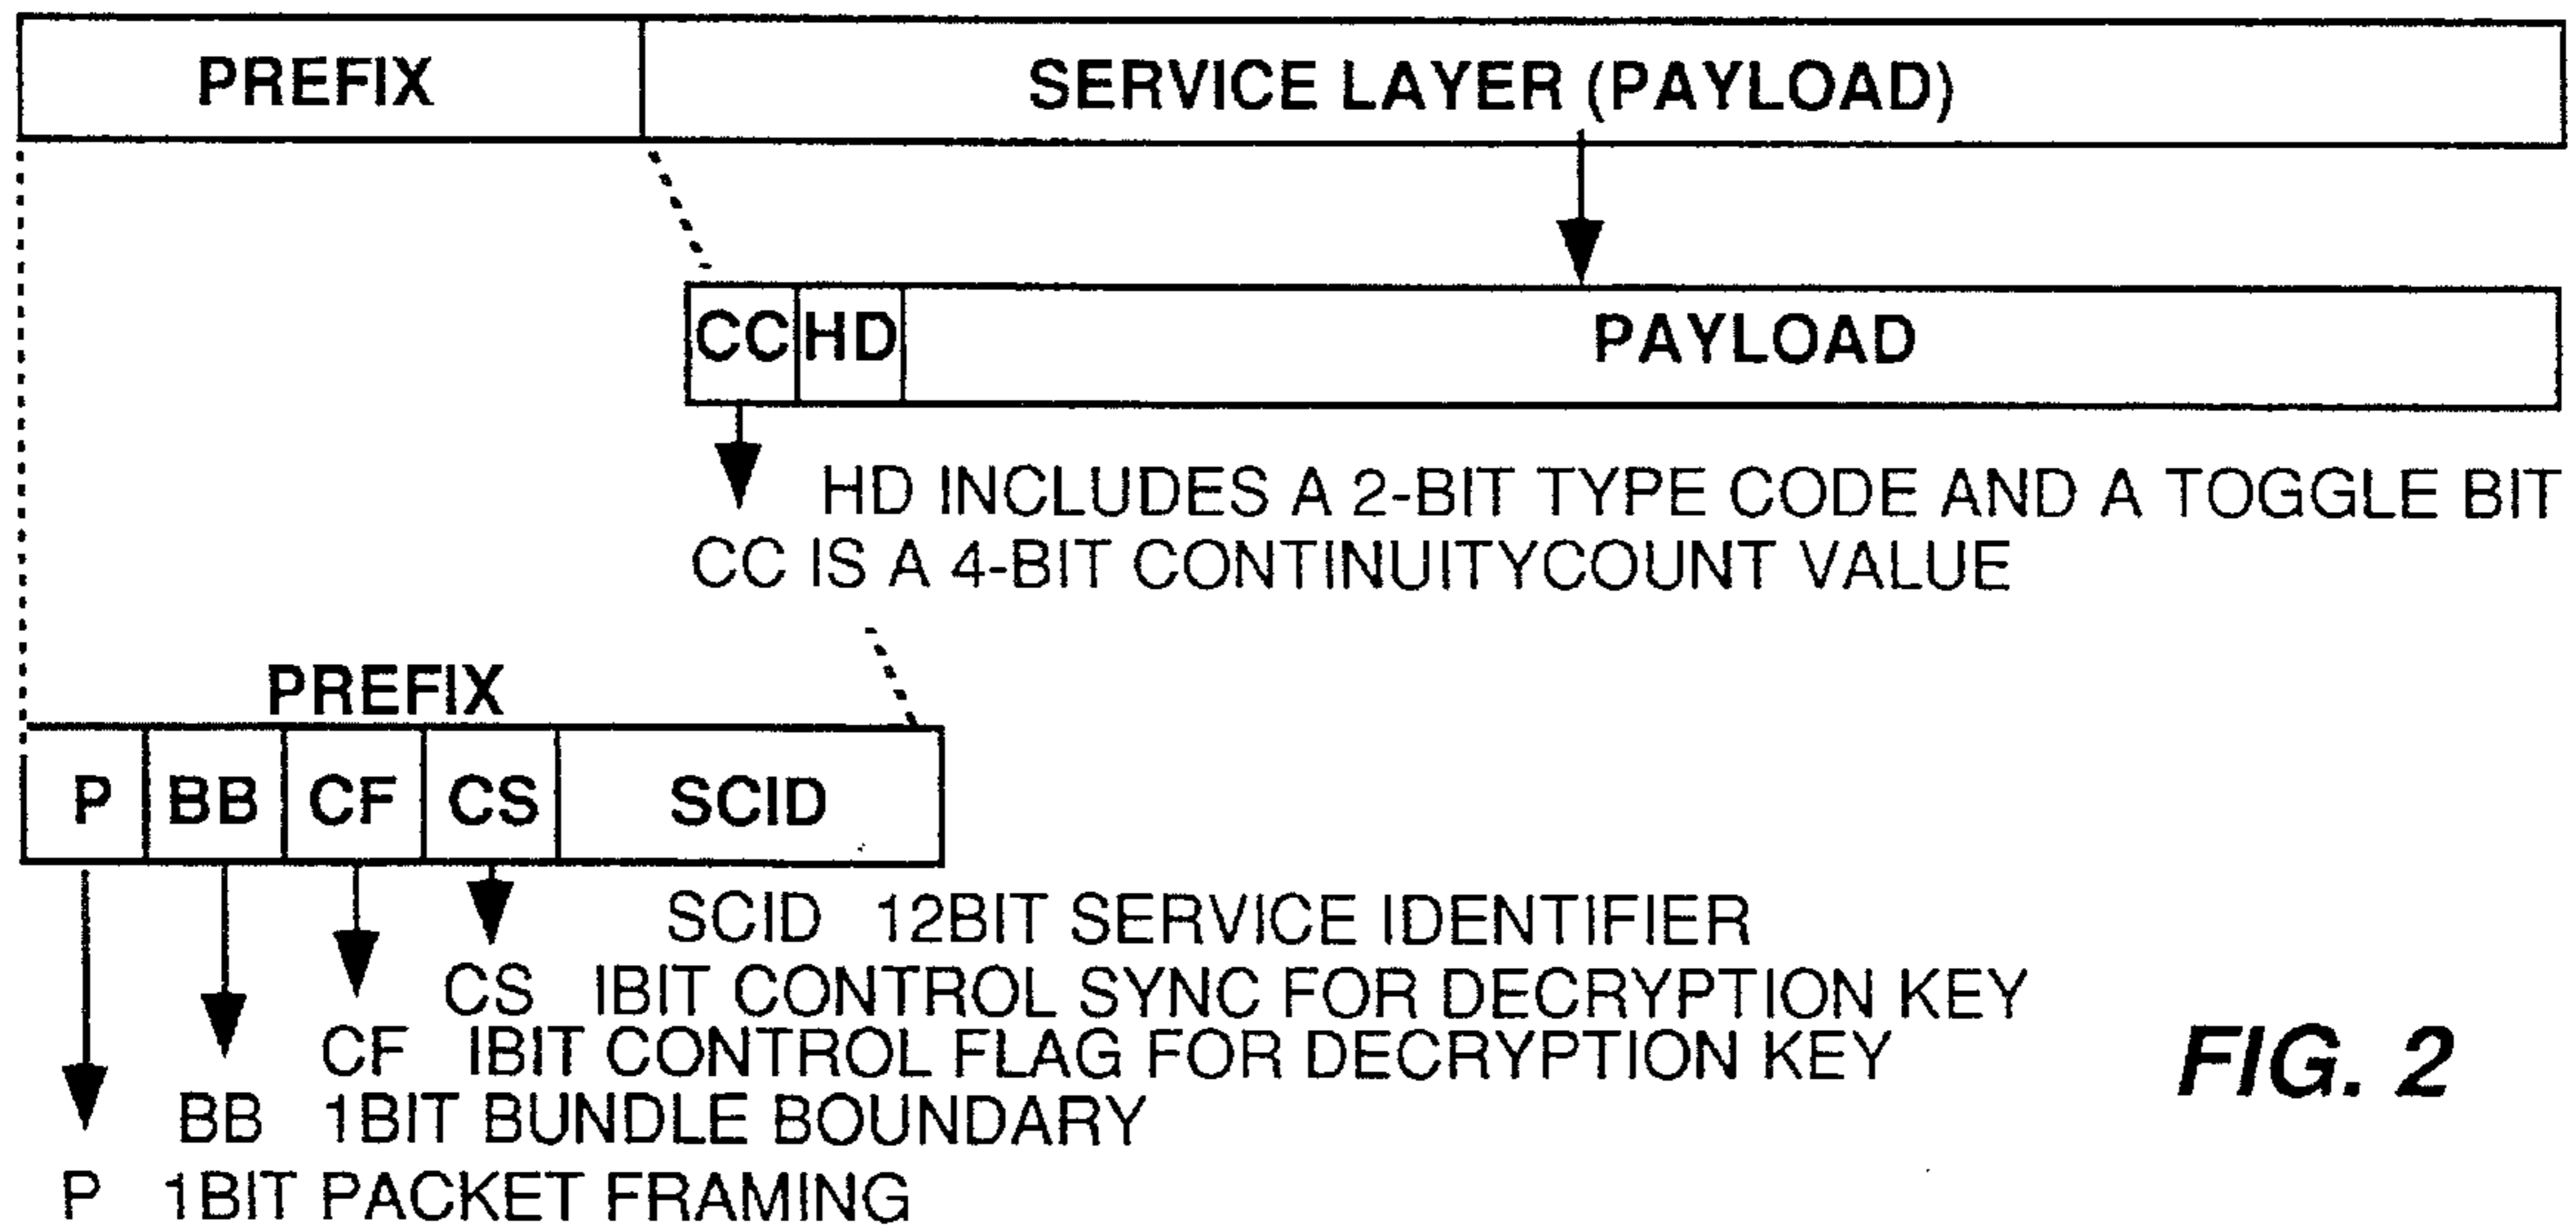 PREFIX SERVICE LAYER (PAYLOAD)
CC HD PAYLOAD
HD INCLUDES A 2-BIT TYPE CODE AND A TOGGLE BIT
CC IS A 4-BIT CONTINUITYCOUNT VALUE
PREFIX
P BB CF CS SCID
SCID 12BIT SERVICE IDENTIFIER
CS IBIT CONTROL SYNC FOR DECRYPTION KEY
CF IBIT CONTROL FLAG FOR DECRYPTION KEY
BB 1BIT BUNDLE BOUNDARY
P 1BIT PACKET FRAMING
FIG. 2